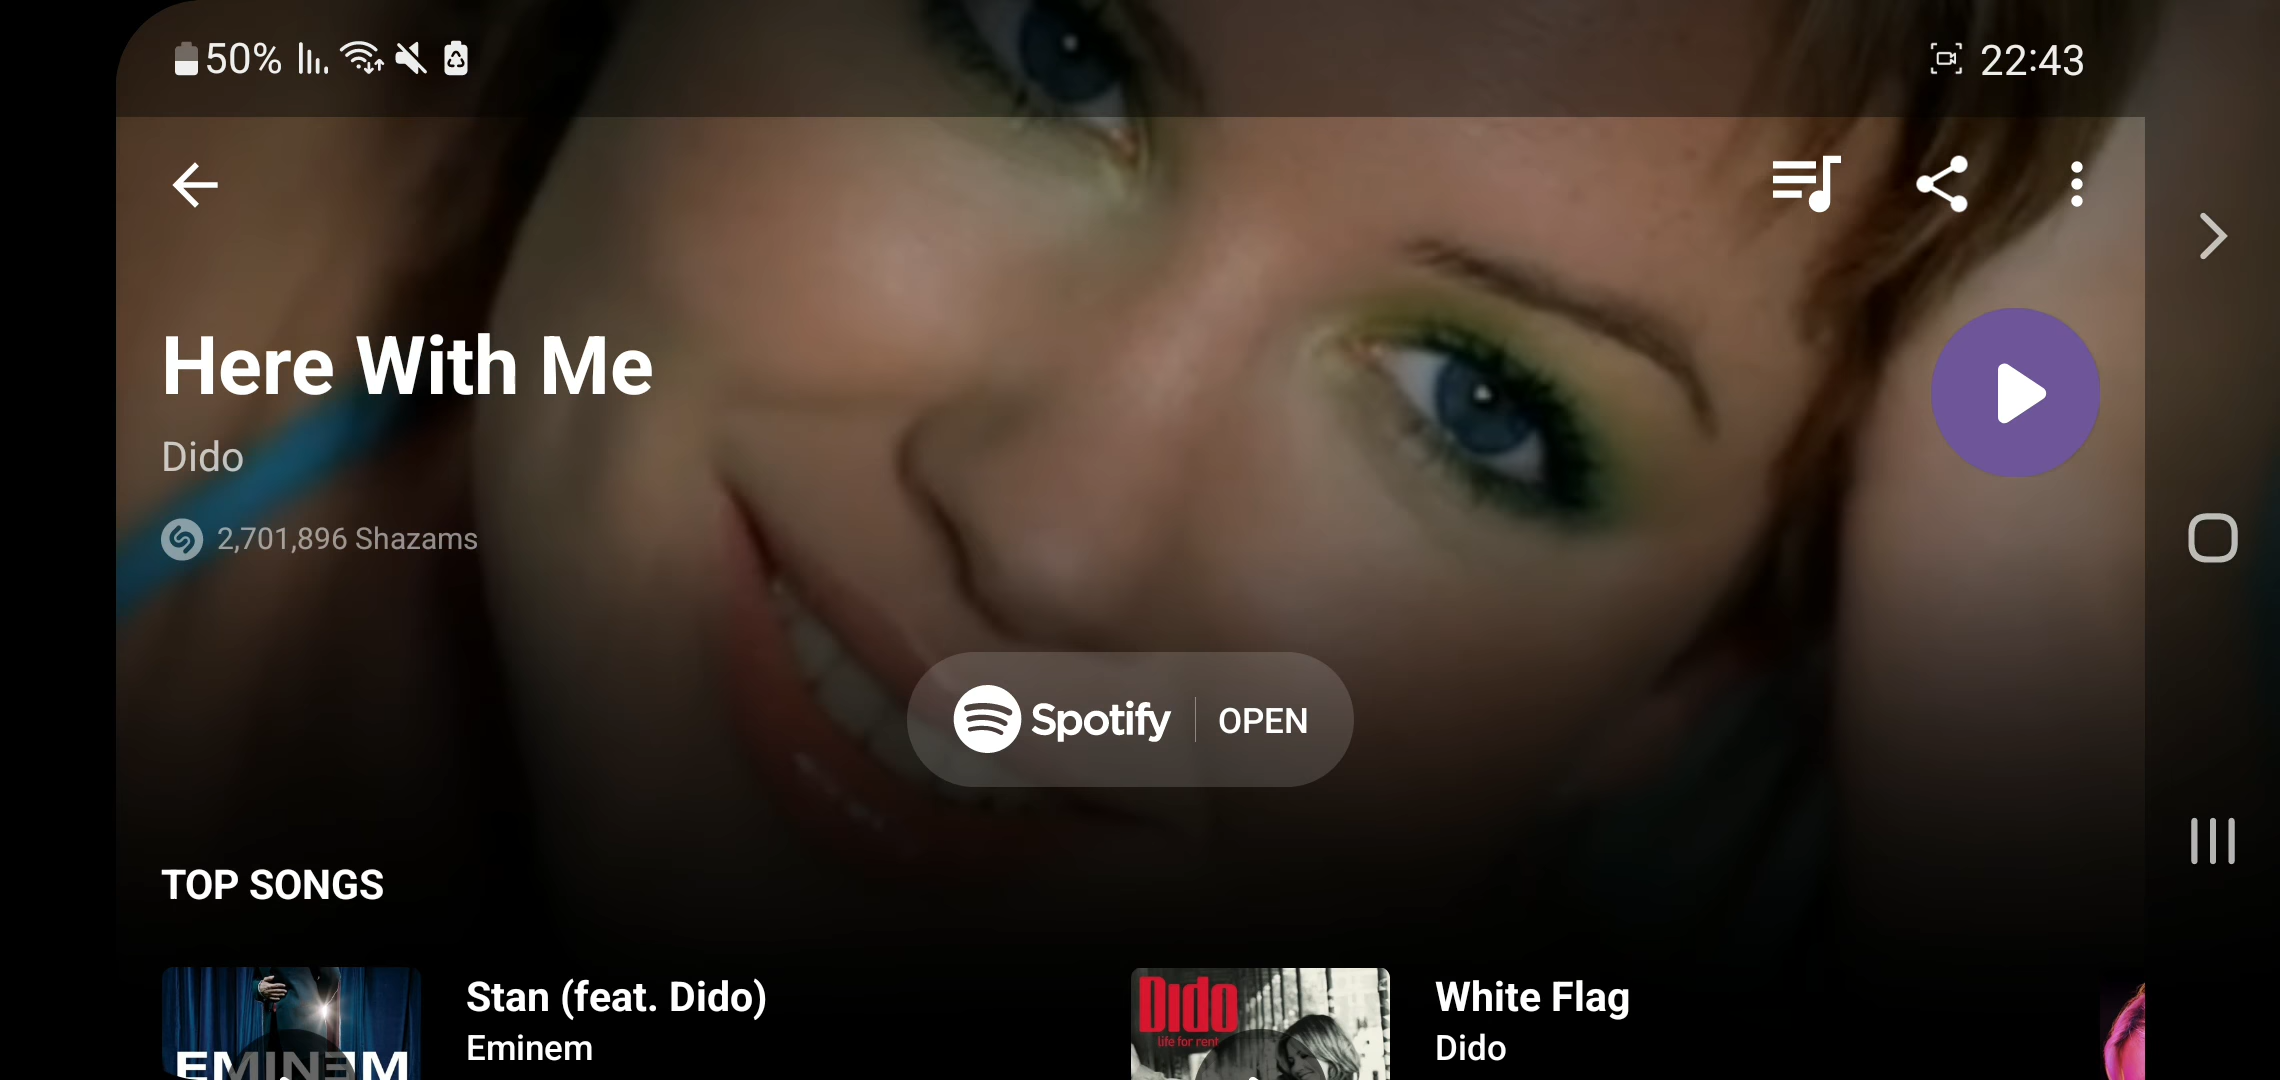 50%
22:43
Here With Me
Dido
2,701,896 Shazams
Spotify OPEN
TOP SONGS
EMINEM
Stan (feat. Dido)
Eminem
Dido
life for rent
White Flag
Dido